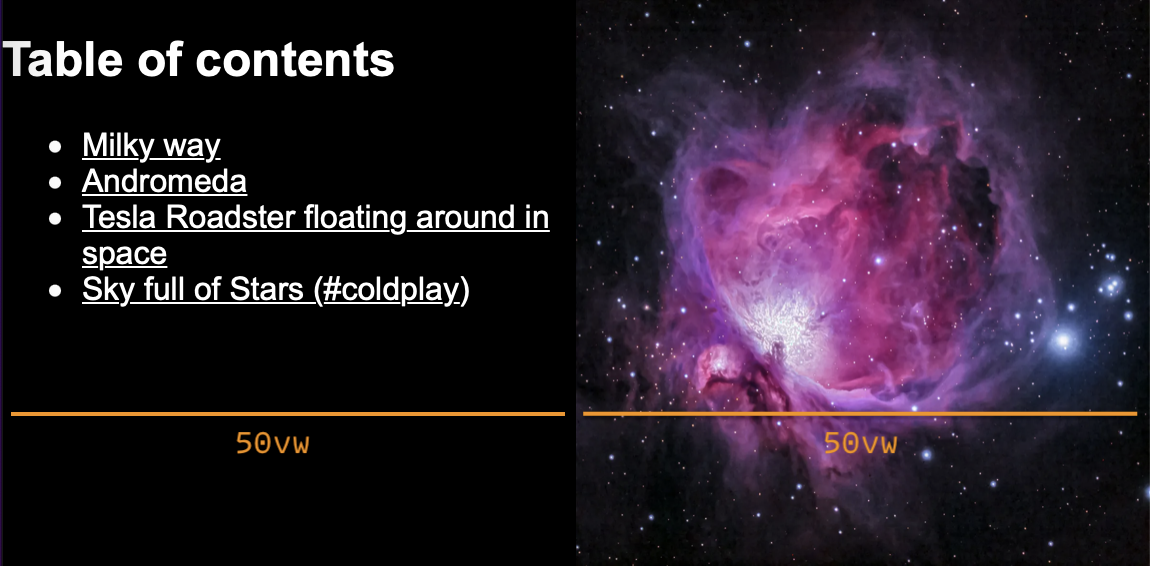 Table of contents
Milky way
Andromeda
Tesla Roadster floating around in
space
Sky full of Stars (#coldplay)
50vw
50vw